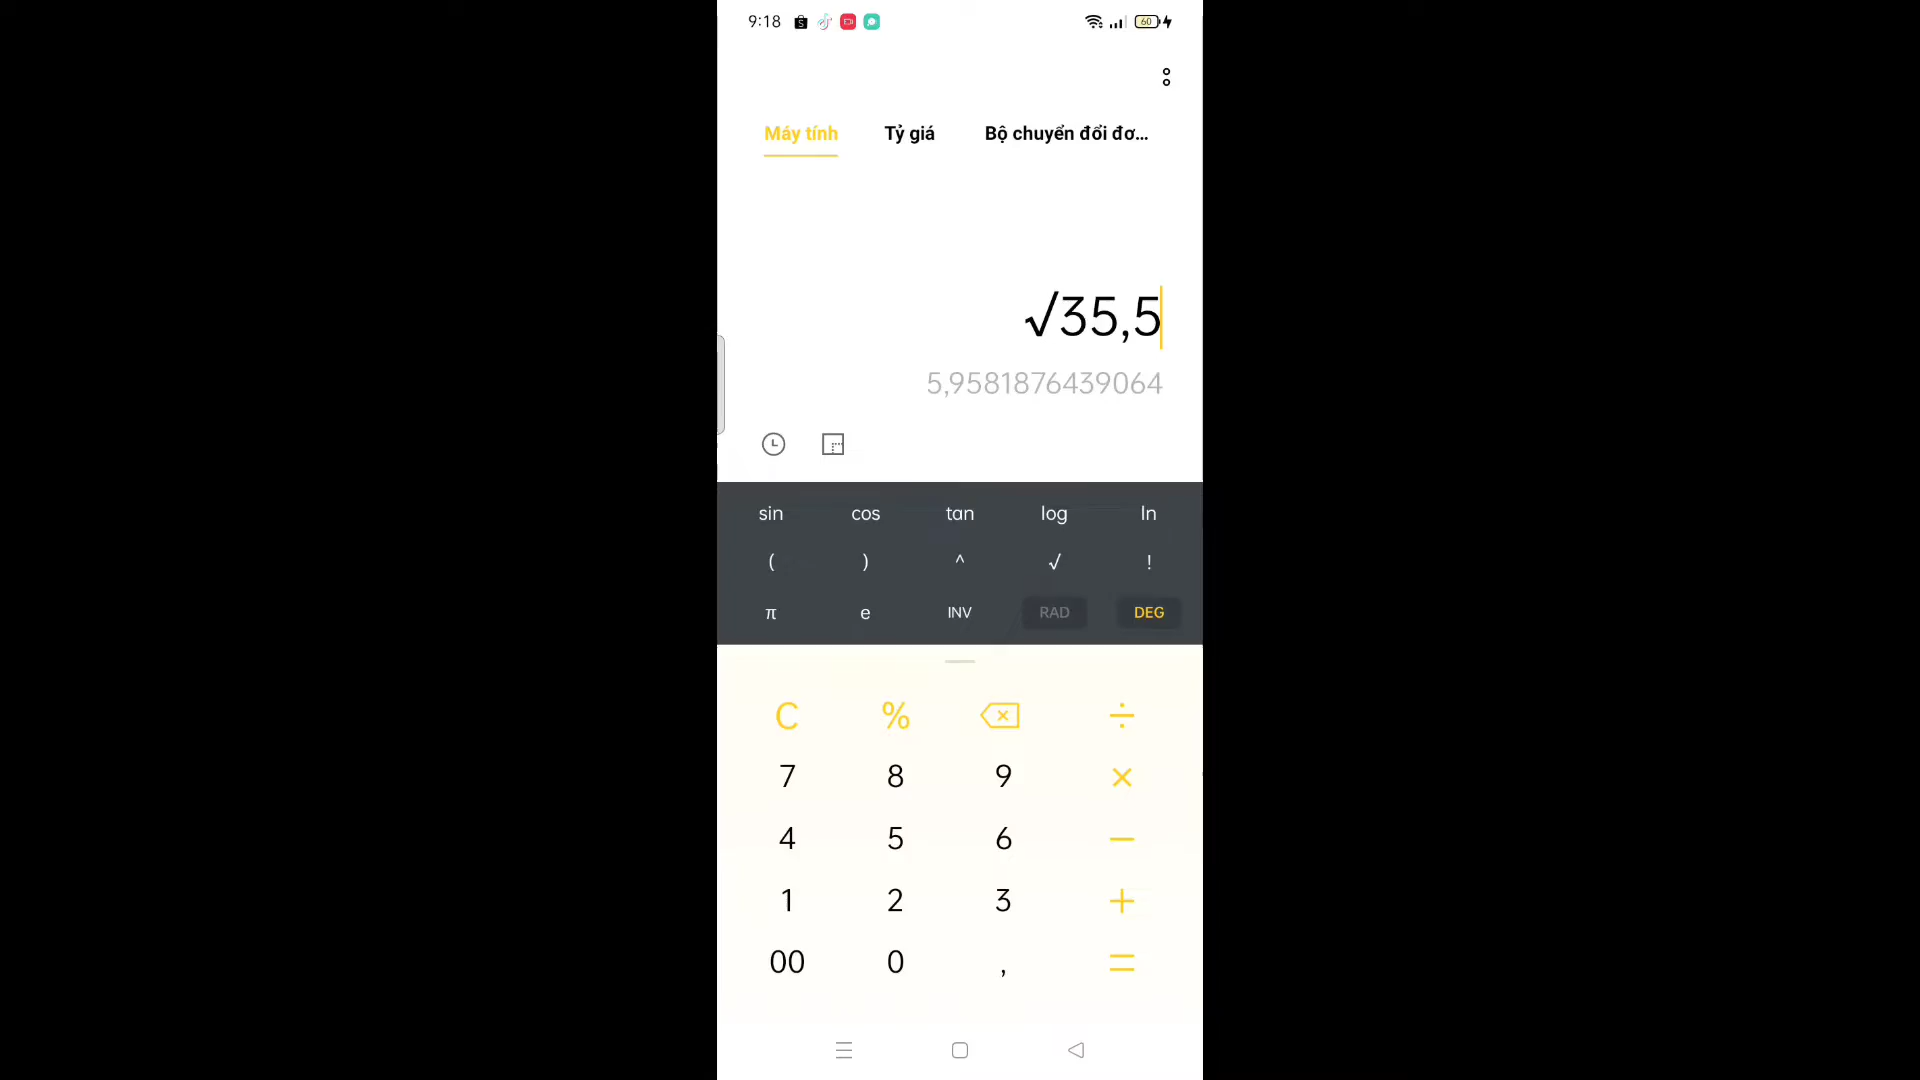 9:18 60
Máy tính Tỷ giá Bộ chuyển đổi đơ...
√35,5
5,9581876439064
sin cos tan log ln
( ) ^ √ !
π e INV RAD DEG
C % ÷
7 8 9 ×
4 5 6 −
1 2 3 +
00 0 , =